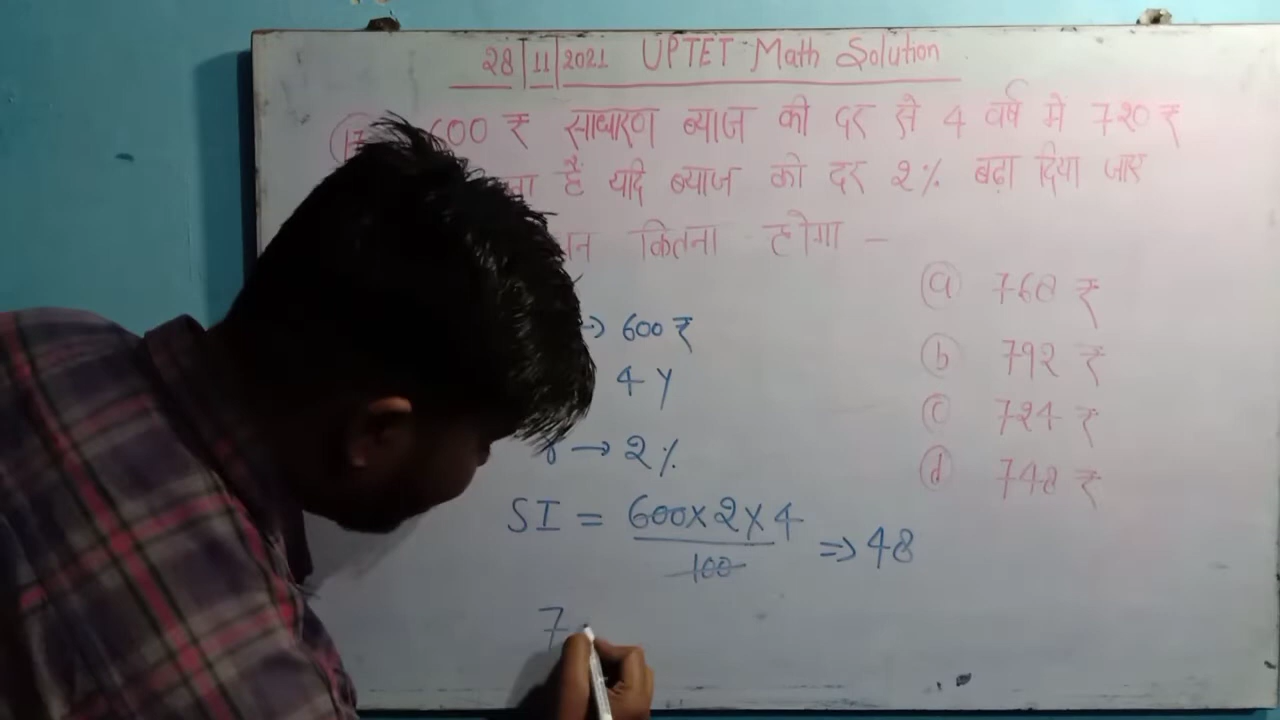 28|11|2021 UPTET Math Solution
600 ₹ साधारण ब्याज की दर से 4 वर्ष मे 720 ₹
है यदि ब्याज को दर 2% बढ़ा दिया जाए
कितना होगा –
(a) 768 ₹
(b) 792 ₹
(c) 724 ₹
(d) 748 ₹
→ 600 ₹
4 Y
→ 2%
SI = 600×2×4
100
⇒ 48
7